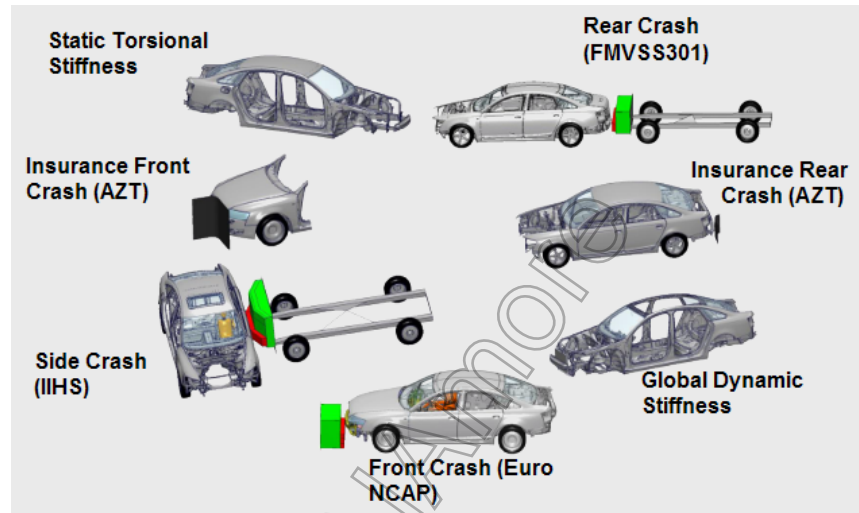 Static Torsional
Stiffness
Rear Crash
(FMVSS301)
Insurance Front
Crash (AZT)
Insurance Rear
Crash (AZT)
Side Crash
(IIHS)
Global Dynamic
Stiffness
Front Crash (Euro
NCAP)